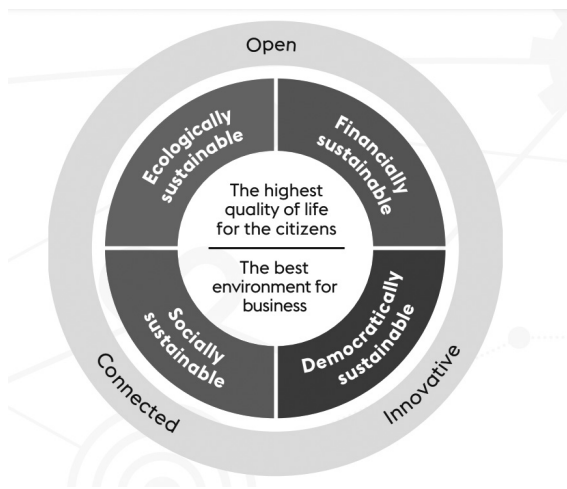 Open
Ecologically
sustainable
Financially
sustainable
The highest
quality of life
for the citizens
The best
environment for
business
Socially
sustainable
Democratically
sustainable
Connected
Innovative